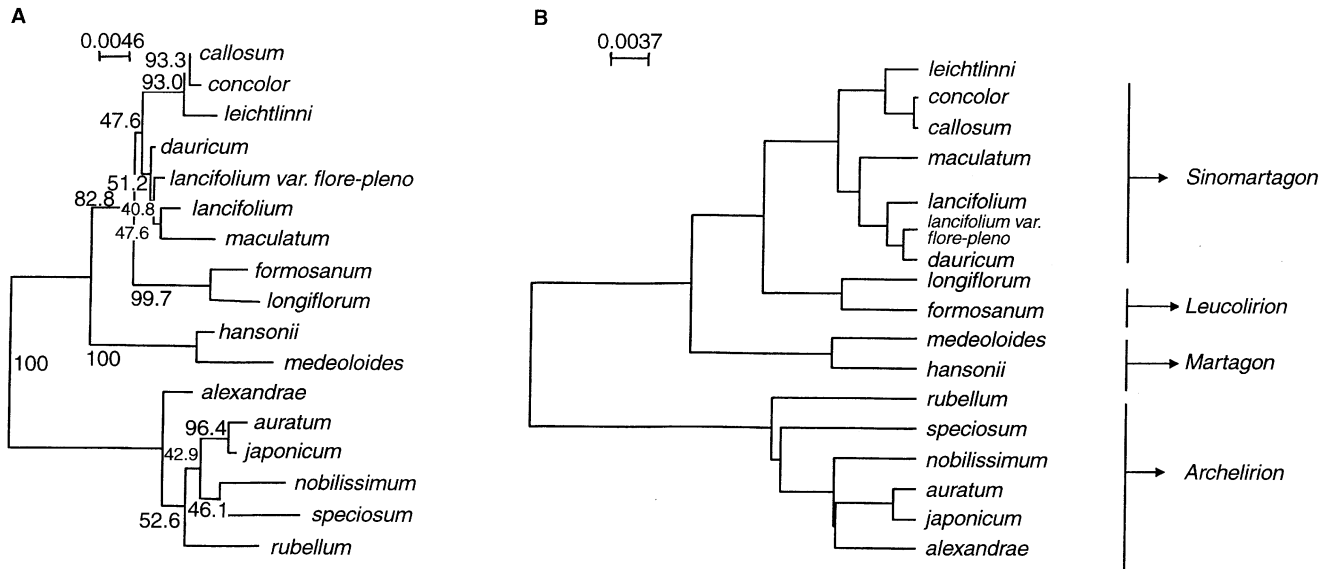 A
0.0046
93.3
callosum
concolor
93.0
leichtlinni
47.6
dauricum
51.2
lancifolium var. flore-pleno
82.8
40.8
lancifolium
47.6
maculatum
formosanum
99.7
longiflorum
hansonii
100
100
medeoloides
alexandrae
96.4
auratum
42.9
japonicum
nobilissimum
46.1
speciosum
52.6
rubellum
B
0.0037
leichtlinni
concolor
callosum
maculatum
lancifolium
lancifolium var.
flore-pleno
dauricum
longiflorum
formosanum
medeoloides
hansonii
rubellum
speciosum
nobilissimum
auratum
japonicum
alexandrae
Sinomartagon
Leucolirion
Martagon
Archelirion